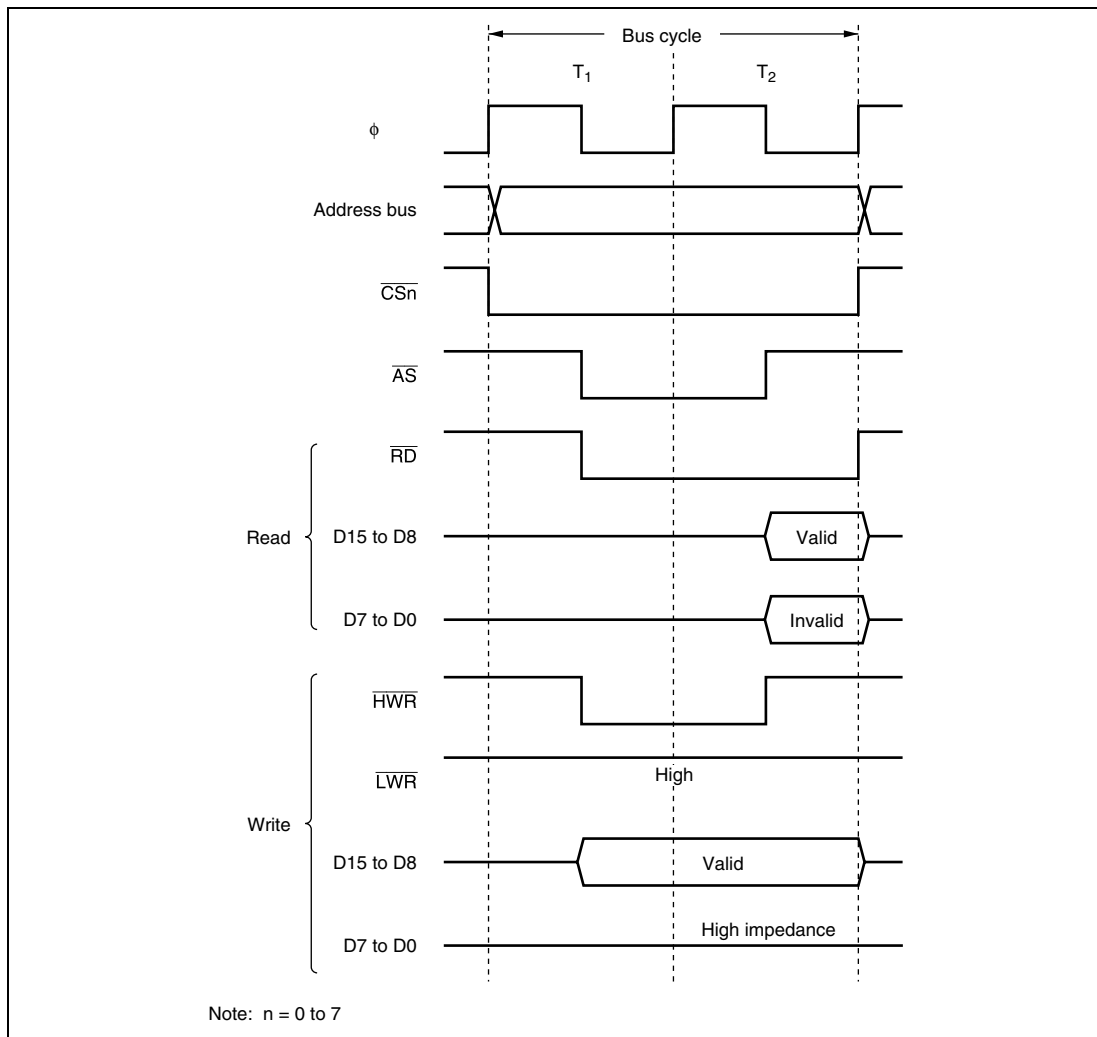 Bus cycle
T1 T2
ϕ
Address bus
CSn
AS
RD
Read
D15 to D8 Valid
D7 to D0 Invalid
HWR
LWR High
Write
D15 to D8 Valid
D7 to D0 High impedance
Note: n = 0 to 7